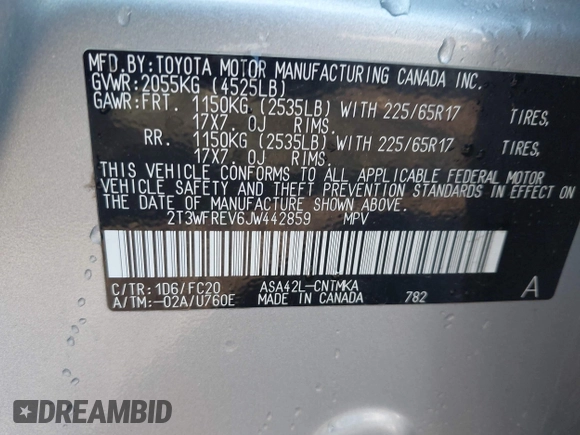 MFD.BY: TOYOTA MOTOR MANUFACTURING CANADA INC.
GVWR: 2055KG (4525LB)
GAWR: FRT. 1150KG (2535LB) WITH 225/65R17 TIRES,
17X7. 0J RIMS.
RR. 1150KG (2535LB) WITH 225/65R17 TIRES,
17X7. 0J RIMS.
THIS VEHICLE CONFORMS TO ALL APPLICABLE FEDERAL MOTOR
VEHICLE SAFETY AND THEFT PREVENTION STANDARDS IN EFFECT ON
THE DATE OF MANUFACTURE SHOWN ABOVE.
2T3WFREV6JW442859 MPV
C/TR: 1D6/FC20 ASA42L-CNTMKA
A/TM: -02A/U760E MADE IN CANADA 782 A
DREAMBID